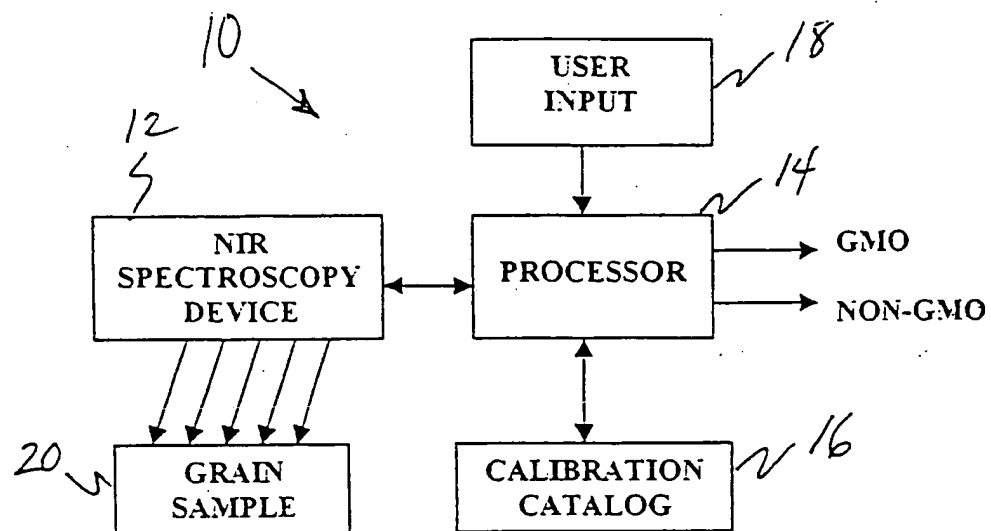 10
USER
INPUT
18
12
14
NIR
SPECTROSCOPY
DEVICE
PROCESSOR
GMO
NON-GMO
20
GRAIN
SAMPLE
CALIBRATION
CATALOG
16